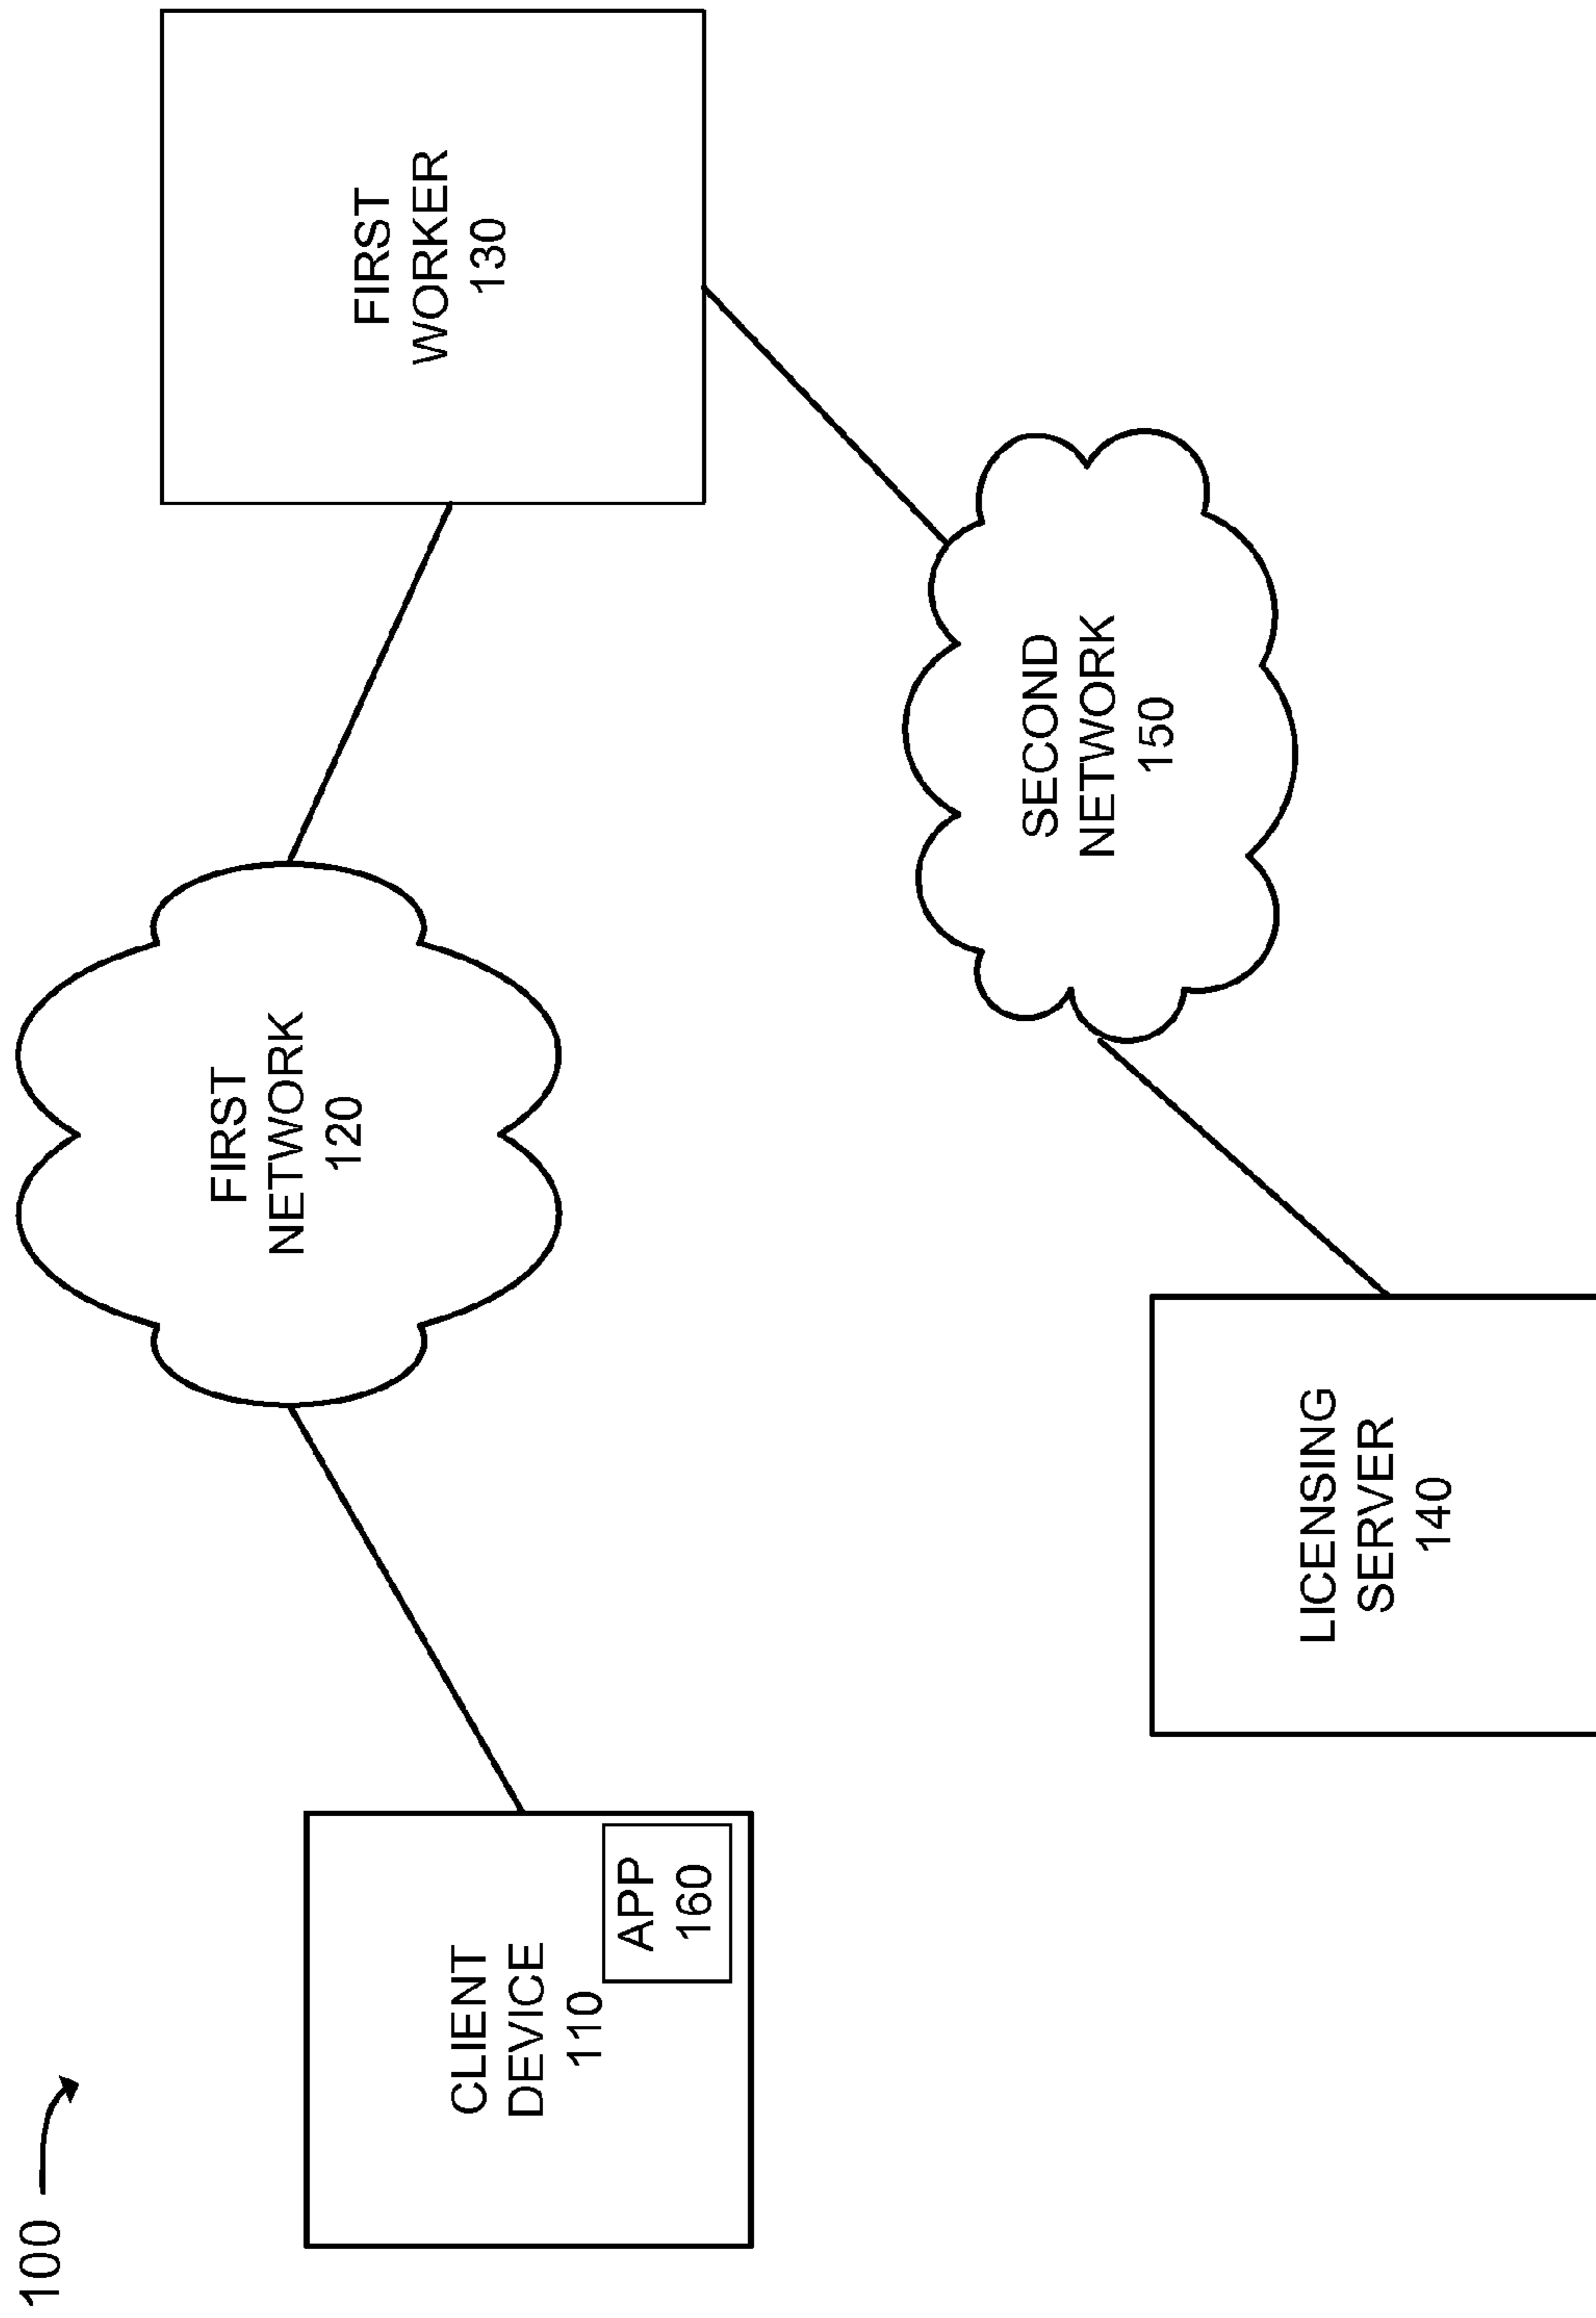 100
CLIENT
DEVICE
110
APP
160
FIRST
NETWORK
120
FIRST
WORKER
130
SECOND
NETWORK
150
LICENSING
SERVER
140